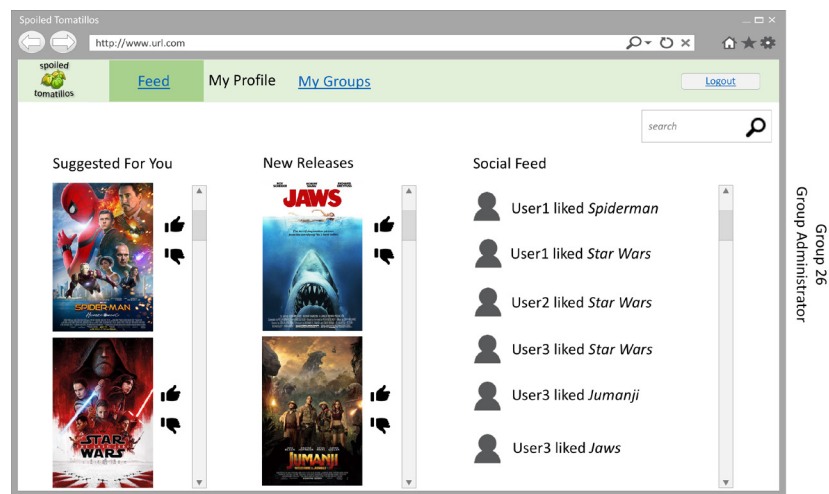 Spoiled Tomatillos
http://www.url.com
spoiled
tomatillos
Feed
My Profile
My Groups
Logout
search
Suggested For You
New Releases
Social Feed
SPIDER-MAN
HOMECOMING
STAR
WARS
JAWS
JUMANJI
User1 liked Spiderman
User1 liked Star Wars
User2 liked Star Wars
User3 liked Star Wars
User3 liked Jumanji
User3 liked Jaws
Group 26
Group Administrator